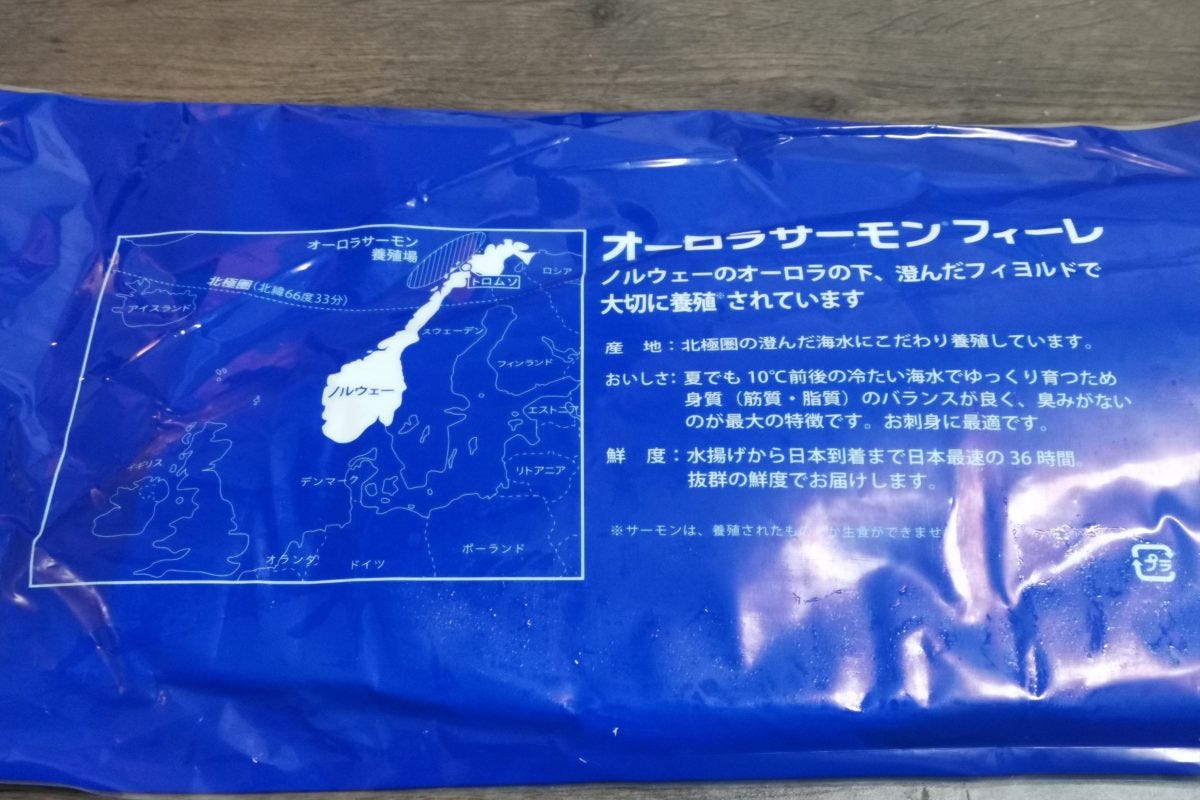 オーロラサーモン
養殖場
北極圏(北緯66度33分)
アイスランド
トロムソ
ロシア
スウェーデン
フィンランド
ノルウェー
エストニア
イギリス
デンマーク
リトアニア
オランダ
ドイツ
ポーランド
オーロラサーモン フィーレ
ノルウェーのオーロラの下、澄んだフィヨルドで
大切に養殖※されています
産 地：北極圏の澄んだ海水にこだわり養殖しています。
おいしさ：夏でも10℃前後の冷たい海水でゆっくり育つため
身質（筋質・脂質）のバランスが良く、臭みがない
のが最大の特徴です。お刺身に最適です。
鮮 度：水揚げから日本到着まで日本最速の36時間。
抜群の鮮度でお届けします。
※サーモンは、養殖されたもの か生食ができませ
プラ